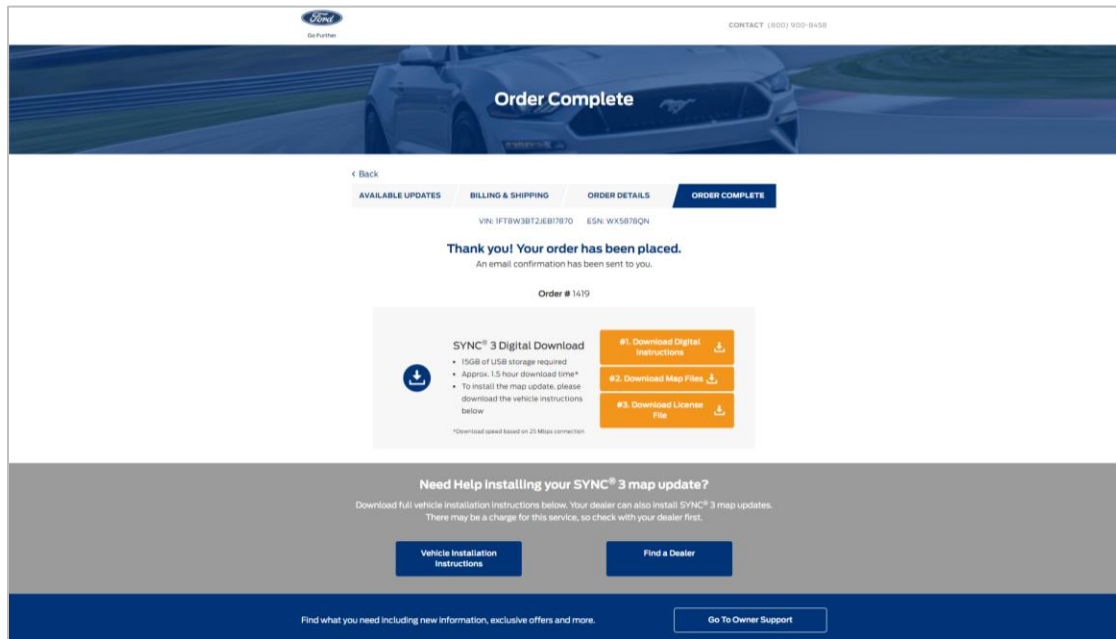 Ford
Go Further
CONTACT (800) 900-8458
Order Complete
< Back
AVAILABLE UPDATES
BILLING & SHIPPING
ORDER DETAILS
ORDER COMPLETE
VIN: 1FT8W3BT2JEB17870 ESN: WX5B78QN
Thank you! Your order has been placed.
An email confirmation has been sent to you.
Order # 1419
SYNC® 3 Digital Download
• 15GB of USB storage required
• Approx. 1.5 hour download time*
• To install the map update, please
download the vehicle instructions
below
*Download speed based on 25 Mbps connection
#1. Download Digital
Instructions
#2. Download Map Files
#3. Download License
File
Need Help installing your SYNC® 3 map update?
Download full vehicle installation instructions below. Your dealer can also install SYNC® 3 map updates.
There may be a charge for this service, so check with your dealer first.
Vehicle Installation
Instructions
Find a Dealer
Find what you need including new information, exclusive offers and more.
Go To Owner Support